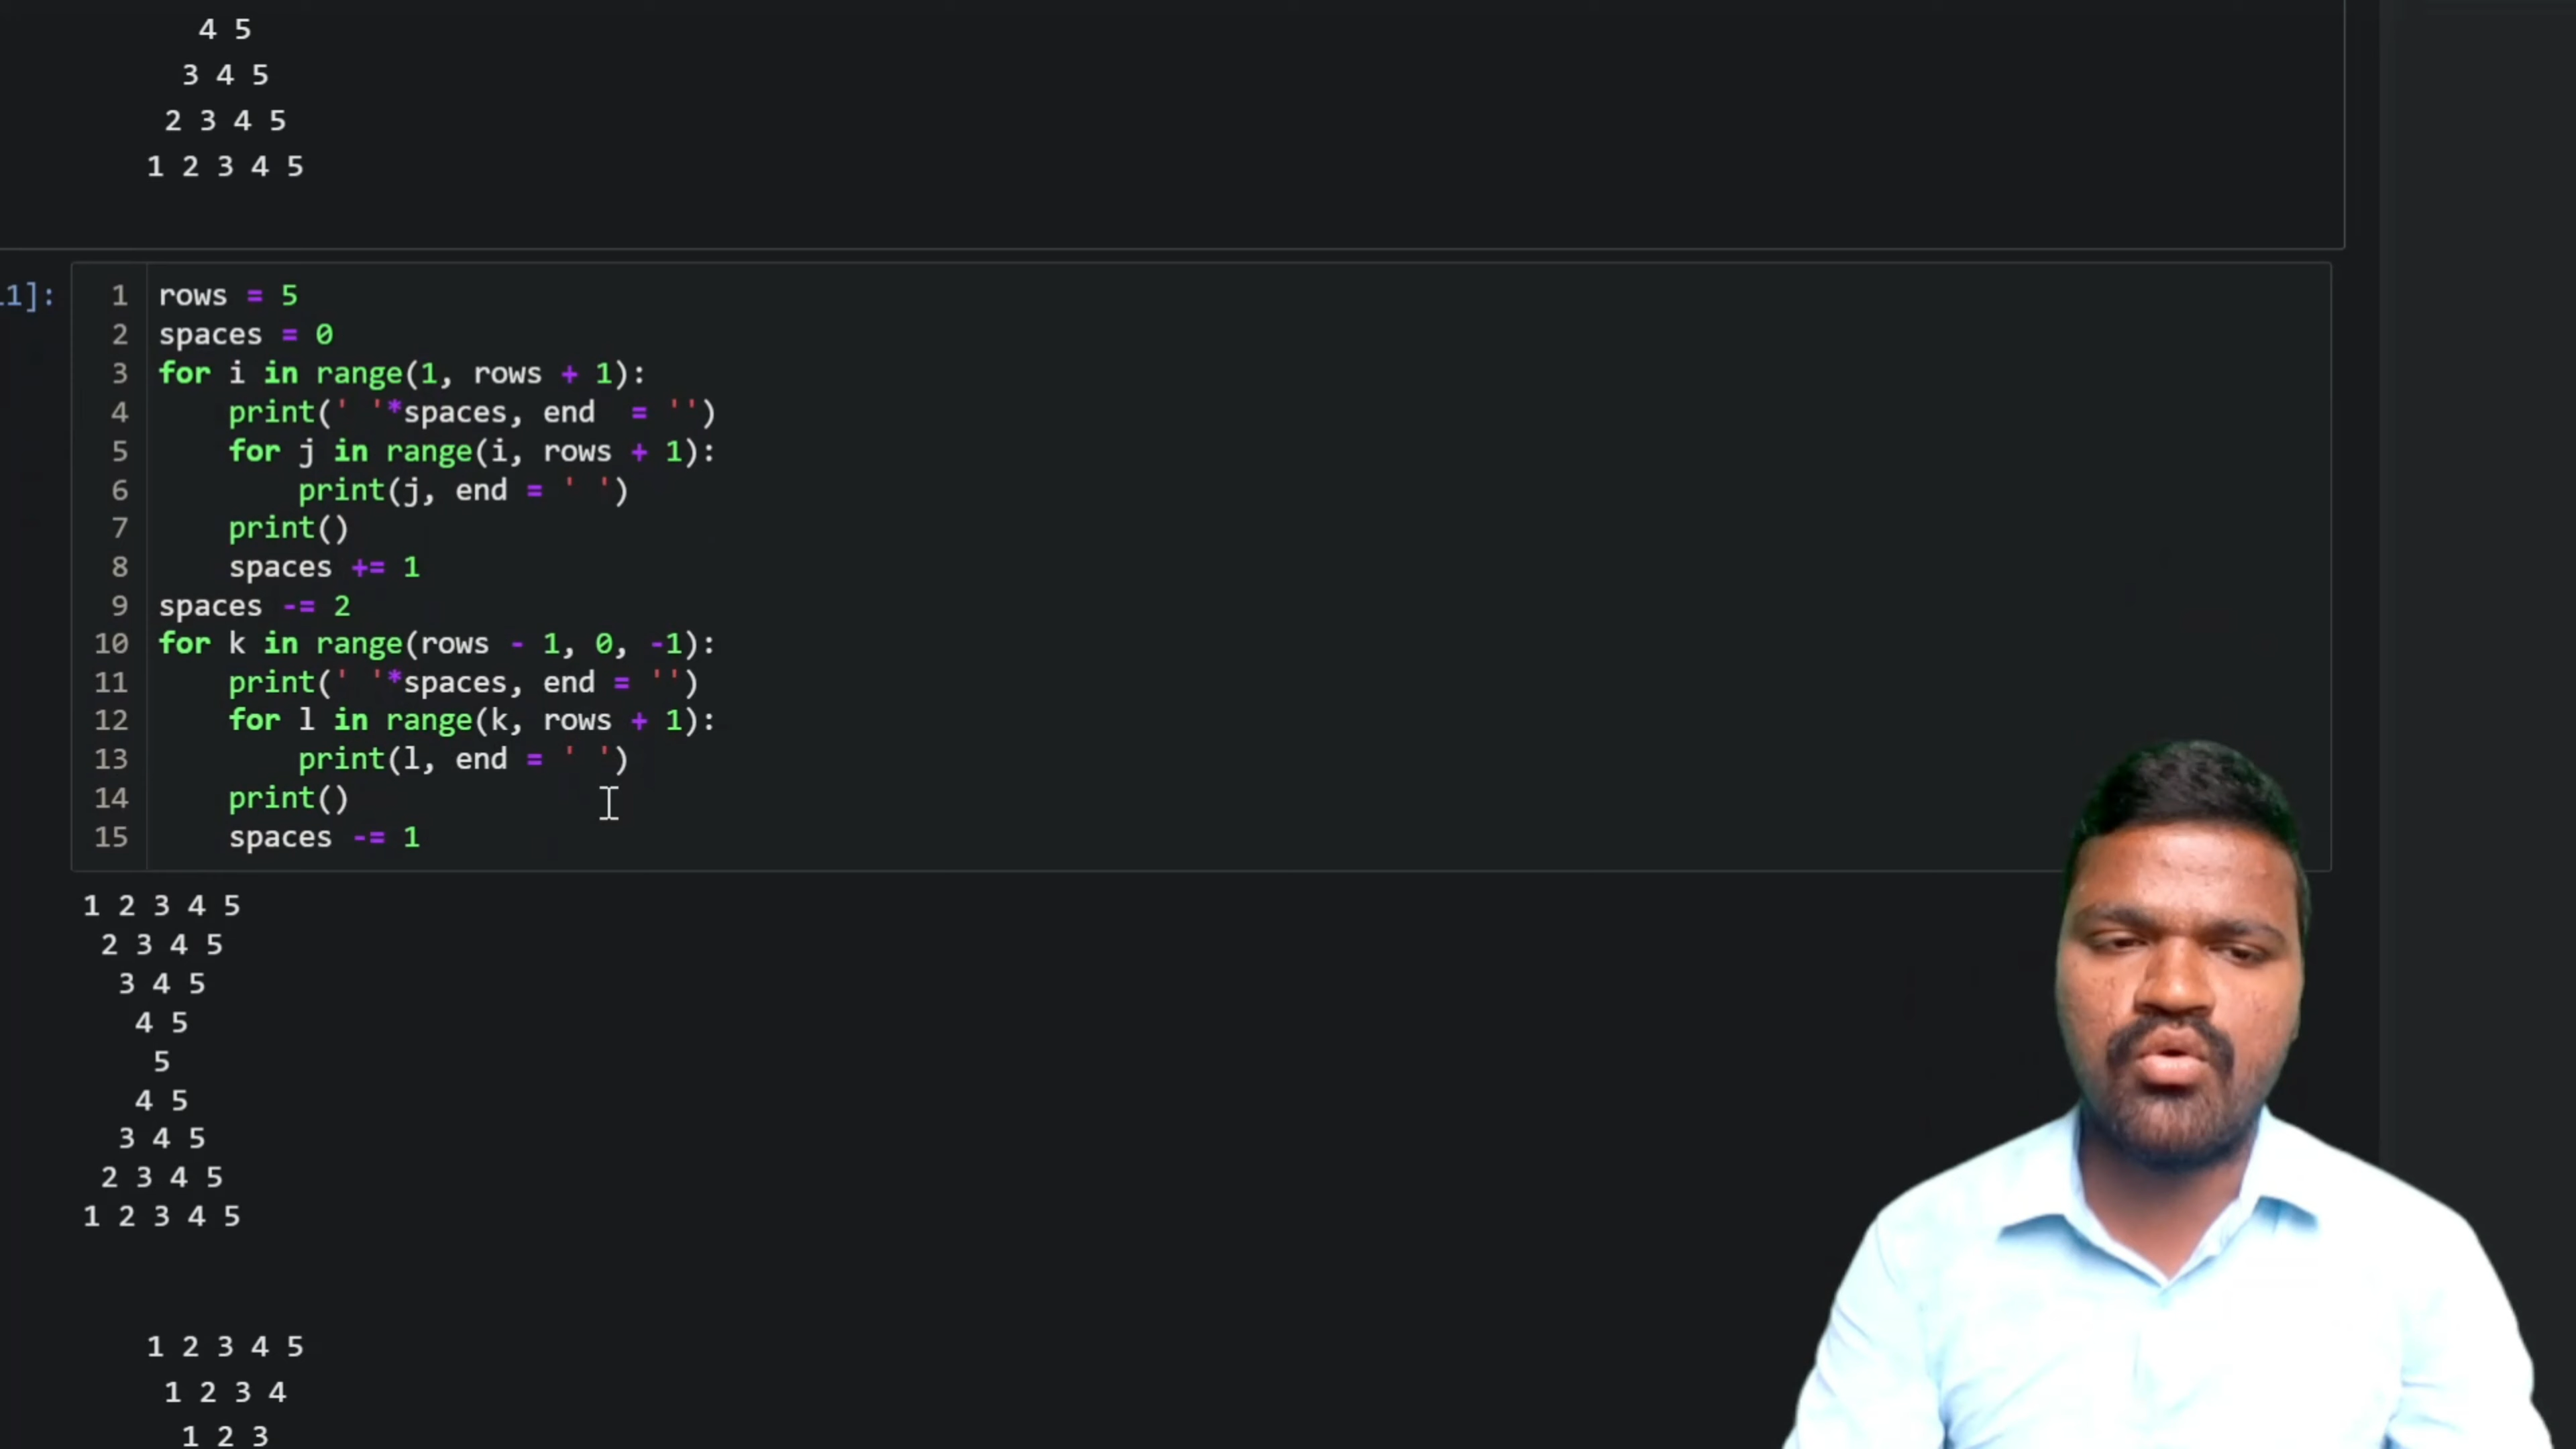 4 5
3 4 5
2 3 4 5
1 2 3 4 5
11]:
1 rows = 5
2 spaces = 0
3 for i in range(1, rows + 1):
4     print(' '*spaces, end  = '')
5     for j in range(i, rows + 1):
6         print(j, end = ' ')
7     print()
8     spaces += 1
9 spaces -= 2
10 for k in range(rows - 1, 0, -1):
11     print(' '*spaces, end = '')
12     for l in range(k, rows + 1):
13         print(l, end = ' ')
14     print()
15     spaces -= 1
1 2 3 4 5
2 3 4 5
3 4 5
4 5
5
4 5
3 4 5
2 3 4 5
1 2 3 4 5
1 2 3 4 5
1 2 3 4
1 2 3